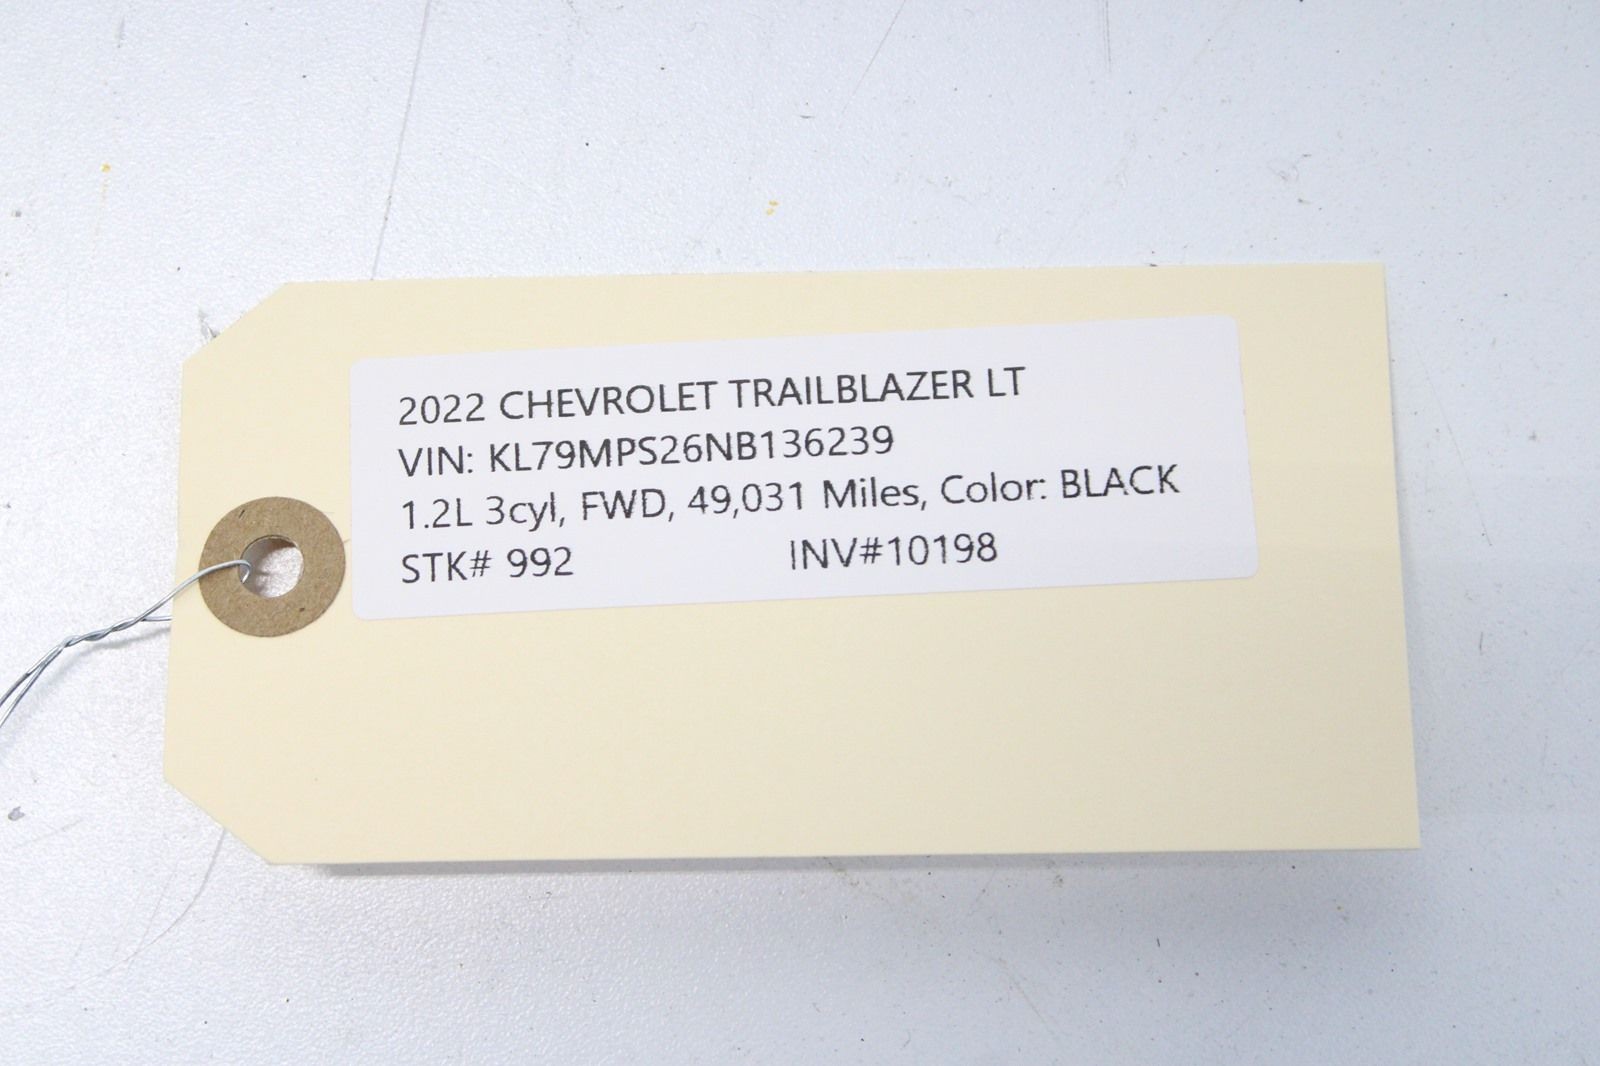 2022 CHEVROLET TRAILBLAZER LT
VIN: KL79MPS26NB136239
1.2L 3cyl, FWD, 49,031 Miles, Color: BLACK
STK# 992 INV#10198